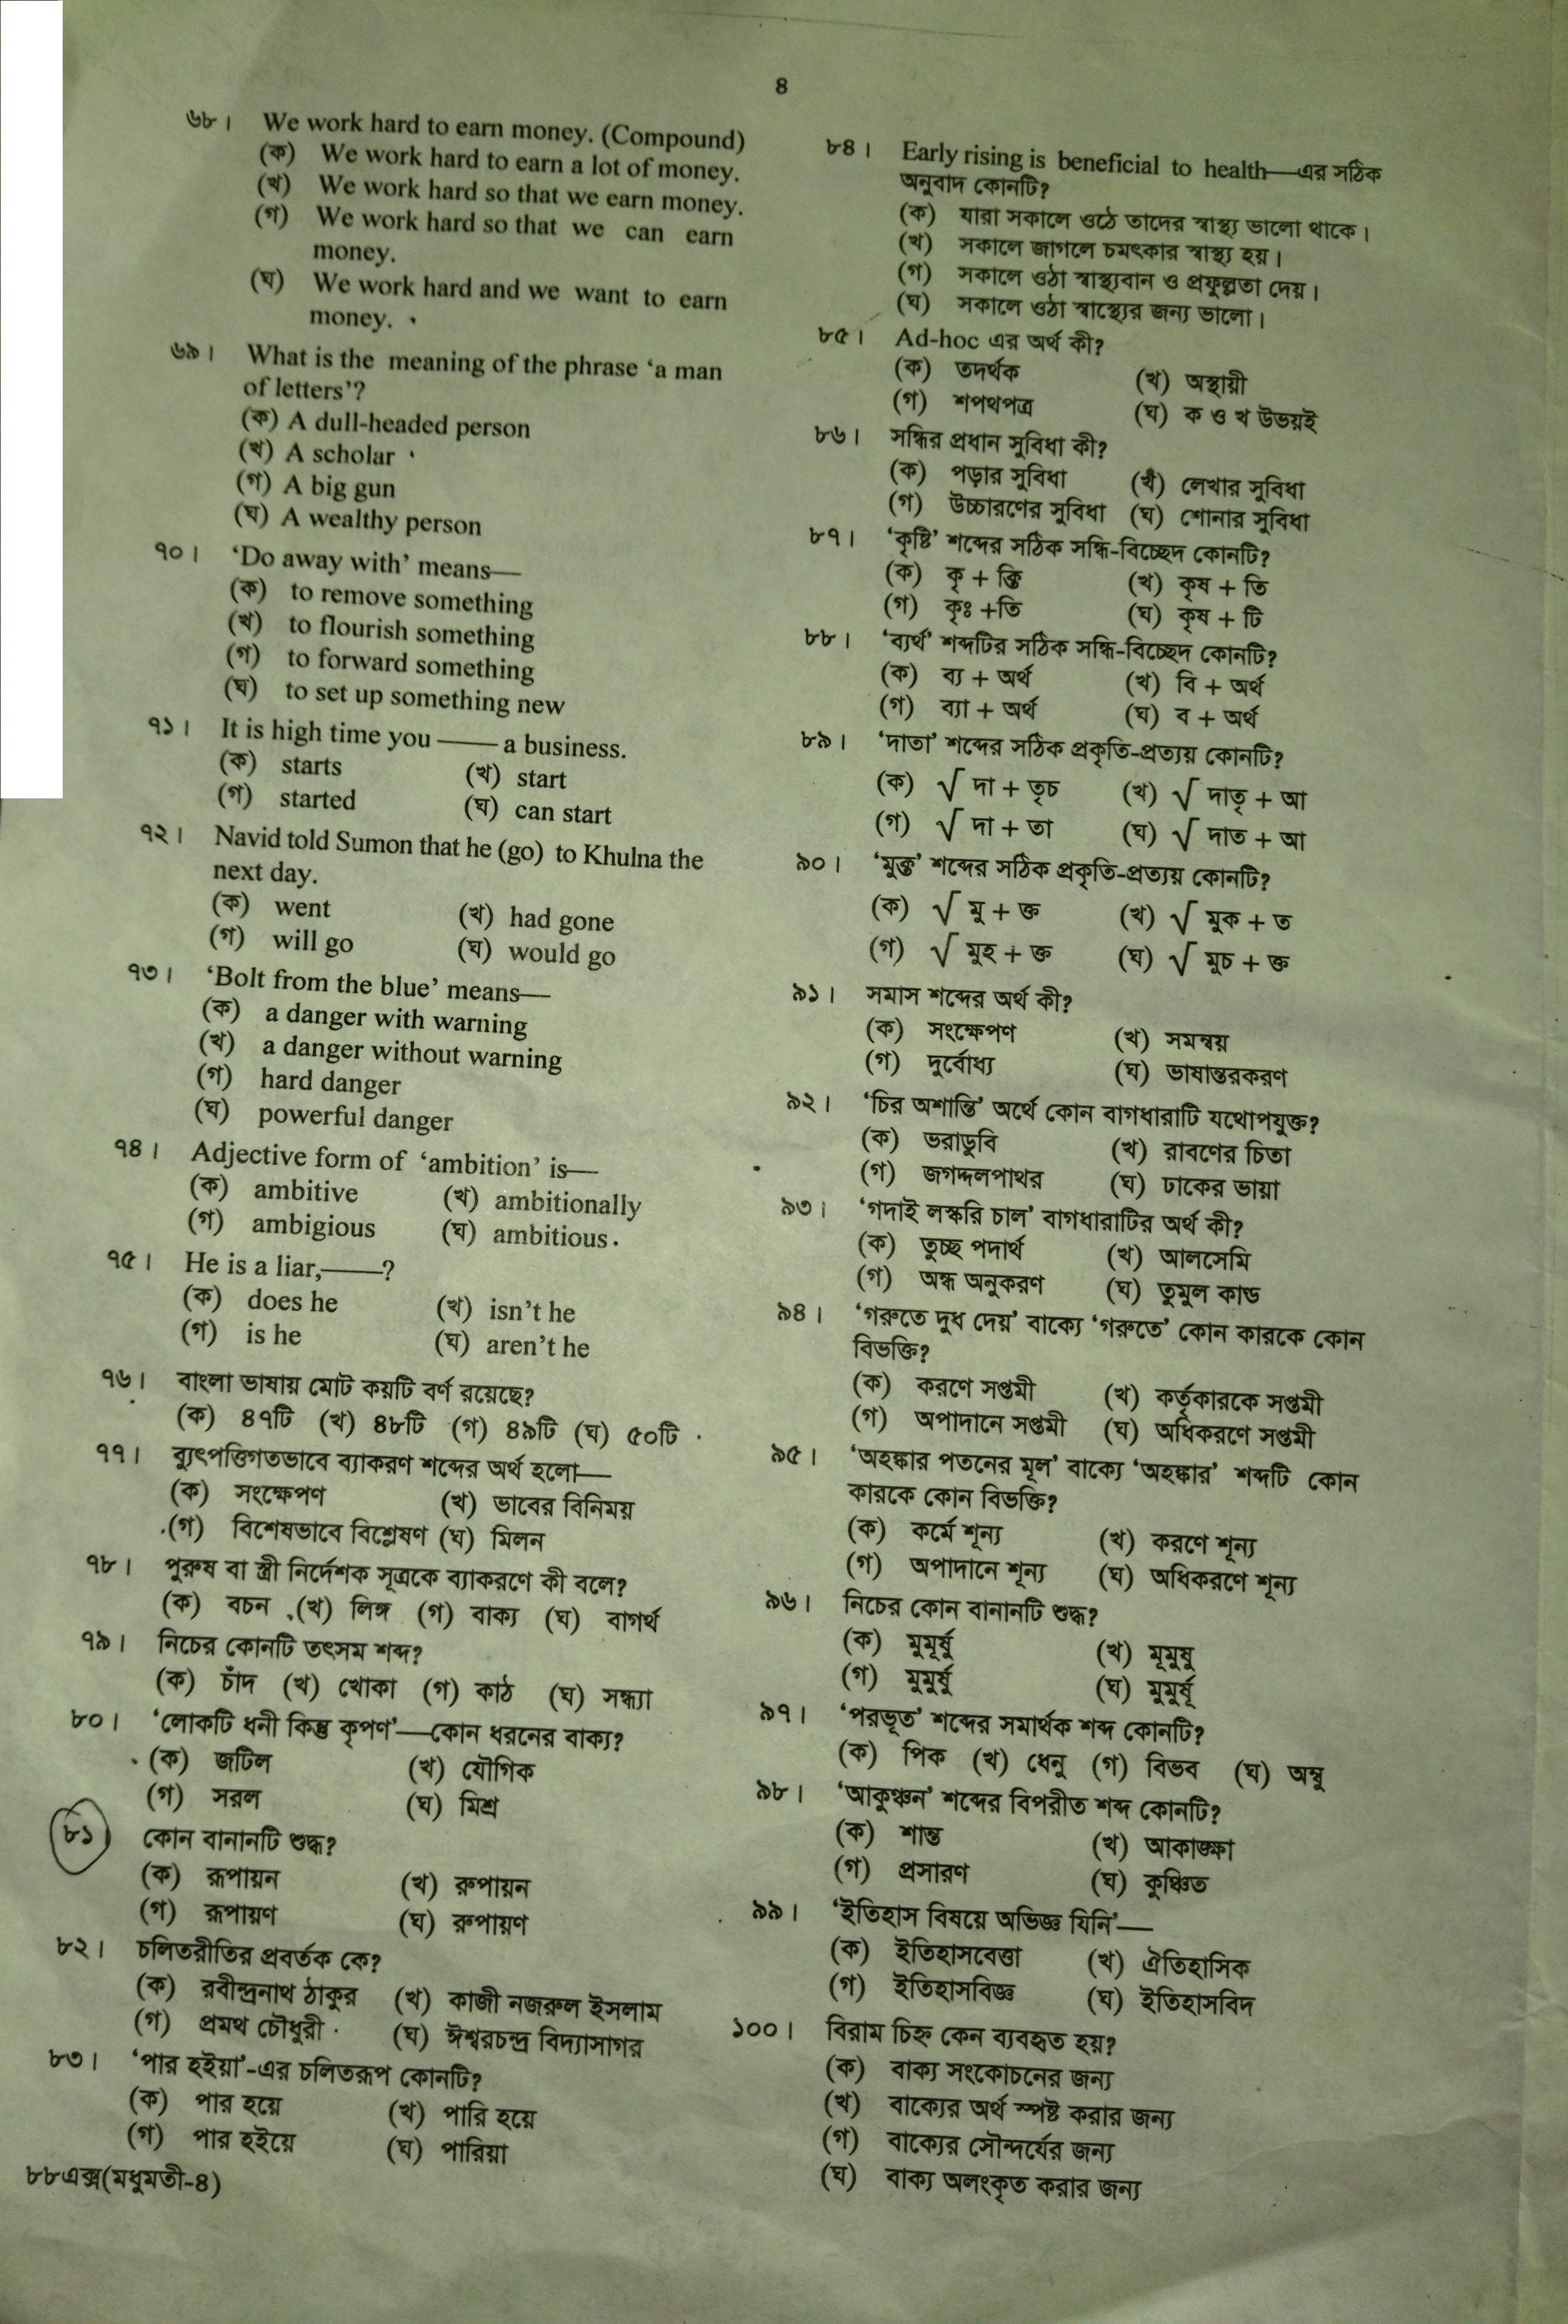 ৪
৬৮। We work hard to earn money. (Compound)
(ক) We work hard to earn a lot of money.
(খ) We work hard so that we earn money.
(গ) We work hard so that we can earn
money.
(ঘ) We work hard and we want to earn
money.
৬৯। What is the meaning of the phrase ‘a man
of letters’?
(ক) A dull-headed person
(খ) A scholar
(গ) A big gun
(ঘ) A wealthy person
৭০। ‘Do away with’ means—
(ক) to remove something
(খ) to flourish something
(গ) to forward something
(ঘ) to set up something new
৭১। It is high time you —— a business.
(ক) starts (খ) start
(গ) started (ঘ) can start
৭২। Navid told Sumon that he (go) to Khulna the
next day.
(ক) went (খ) had gone
(গ) will go (ঘ) would go
৭৩। ‘Bolt from the blue’ means—
(ক) a danger with warning
(খ) a danger without warning
(গ) hard danger
(ঘ) powerful danger
৭৪। Adjective form of ‘ambition’ is—
(ক) ambitive (খ) ambitionally
(গ) ambigious (ঘ) ambitious
৭৫। He is a liar,——?
(ক) does he (খ) isn’t he
(গ) is he (ঘ) aren’t he
৭৬। বাংলা ভাষায় মোট কয়টি বর্ণ রয়েছে?
(ক) ৪৭টি (খ) ৪৮টি (গ) ৪৯টি (ঘ) ৫০টি
৭৭। ব্যুৎপত্তিগতভাবে ব্যাকরণ শব্দের অর্থ হলো—
(ক) সংক্ষেপণ (খ) ভাবের বিনিময়
(গ) বিশেষভাবে বিশ্লেষণ (ঘ) মিলন
৭৮। পুরুষ বা স্ত্রী নির্দেশক সূত্রকে ব্যাকরণে কী বলে?
(ক) বচন (খ) লিঙ্গ (গ) বাক্য (ঘ) বাগর্থ
৭৯। নিচের কোনটি তৎসম শব্দ?
(ক) চাঁদ (খ) খোকা (গ) কাঠ (ঘ) সন্ধ্যা
৮০। ‘লোকটি ধনী কিন্তু কৃপণ’—কোন ধরনের বাক্য?
(ক) জটিল (খ) যৌগিক
(গ) সরল (ঘ) মিশ্র
৮১ কোন বানানটি শুদ্ধ?
(ক) রূপায়ন (খ) রুপায়ন
(গ) রূপায়ণ (ঘ) রুপায়ণ
৮২। চলিতরীতির প্রবর্তক কে?
(ক) রবীন্দ্রনাথ ঠাকুর (খ) কাজী নজরুল ইসলাম
(গ) প্রমথ চৌধুরী (ঘ) ঈশ্বরচন্দ্র বিদ্যাসাগর
৮৩। ‘পার হইয়া’-এর চলিতরূপ কোনটি?
(ক) পার হয়ে (খ) পারি হয়ে
(গ) পার হইয়ে (ঘ) পারিয়া
৮৮এক্স(মধুমতী-৪)
৮৪। Early rising is beneficial to health—এর সঠিক
অনুবাদ কোনটি?
(ক) যারা সকালে ওঠে তাদের স্বাস্থ্য ভালো থাকে।
(খ) সকালে জাগলে চমৎকার স্বাস্থ্য হয়।
(গ) সকালে ওঠা স্বাস্থ্যবান ও প্রফুল্লতা দেয়।
(ঘ) সকালে ওঠা স্বাস্থ্যের জন্য ভালো।
৮৫। Ad-hoc এর অর্থ কী?
(ক) তদর্থক (খ) অস্থায়ী
(গ) শপথপত্র (ঘ) ক ও খ উভয়ই
৮৬। সন্ধির প্রধান সুবিধা কী?
(ক) পড়ার সুবিধা (খ) লেখার সুবিধা
(গ) উচ্চারণের সুবিধা (ঘ) শোনার সুবিধা
৮৭। ‘কৃষ্টি’ শব্দের সঠিক সন্ধি-বিচ্ছেদ কোনটি?
(ক) কৃ + ক্তি (খ) কৃষ + তি
(গ) কৃঃ +তি (ঘ) কৃষ + টি
৮৮। ‘ব্যর্থ’ শব্দটির সঠিক সন্ধি-বিচ্ছেদ কোনটি?
(ক) ব্য + অর্থ (খ) বি + অর্থ
(গ) ব্যা + অর্থ (ঘ) ব + অর্থ
৮৯। ‘দাতা’ শব্দের সঠিক প্রকৃতি-প্রত্যয় কোনটি?
(ক) √ দা + তৃচ (খ) √ দাতৃ + আ
(গ) √ দা + তা (ঘ) √ দাত + আ
৯০। ‘মুক্ত’ শব্দের সঠিক প্রকৃতি-প্রত্যয় কোনটি?
(ক) √ মু + ক্ত (খ) √ মুক + ত
(গ) √ মুহ + ক্ত (ঘ) √ মুচ + ক্ত
৯১। সমাস শব্দের অর্থ কী?
(ক) সংক্ষেপণ (খ) সমন্বয়
(গ) দুর্বোধ্য (ঘ) ভাষান্তরকরণ
৯২। ‘চির অশান্তি’ অর্থে কোন বাগধারাটি যথোপযুক্ত?
(ক) ভরাডুবি (খ) রাবণের চিতা
(গ) জগদ্দলপাথর (ঘ) ঢাকের ভায়া
৯৩। ‘গদাই লস্করি চাল’ বাগধারাটির অর্থ কী?
(ক) তুচ্ছ পদার্থ (খ) আলসেমি
(গ) অন্ধ অনুকরণ (ঘ) তুমুল কান্ড
৯৪। ‘গরুতে দুধ দেয়’ বাক্যে ‘গরুতে’ কোন কারকে কোন
বিভক্তি?
(ক) করণে সপ্তমী (খ) কর্তৃকারকে সপ্তমী
(গ) অপাদানে সপ্তমী (ঘ) অধিকরণে সপ্তমী
৯৫। ‘অহঙ্কার পতনের মূল’ বাক্যে ‘অহঙ্কার’ শব্দটি কোন
কারকে কোন বিভক্তি?
(ক) কর্মে শূন্য (খ) করণে শূন্য
(গ) অপাদানে শূন্য (ঘ) অধিকরণে শূন্য
৯৬। নিচের কোন বানানটি শুদ্ধ?
(ক) মুমূর্ষু (খ) মূমুষু
(গ) মুমুর্ষু (ঘ) মুমুর্ষূ
৯৭। ‘পরভূত’ শব্দের সমার্থক শব্দ কোনটি?
(ক) পিক (খ) ধেনু (গ) বিভব (ঘ) অম্বু
৯৮। ‘আকুঞ্চন’ শব্দের বিপরীত শব্দ কোনটি?
(ক) শান্ত (খ) আকাঙ্ক্ষা
(গ) প্রসারণ (ঘ) কুঞ্চিত
৯৯। ‘ইতিহাস বিষয়ে অভিজ্ঞ যিনি’—
(ক) ইতিহাসবেত্তা (খ) ঐতিহাসিক
(গ) ইতিহাসবিজ্ঞ (ঘ) ইতিহাসবিদ
১০০। বিরাম চিহ্ন কেন ব্যবহৃত হয়?
(ক) বাক্য সংকোচনের জন্য
(খ) বাক্যের অর্থ স্পষ্ট করার জন্য
(গ) বাক্যের সৌন্দর্যের জন্য
(ঘ) বাক্য অলংকৃত করার জন্য